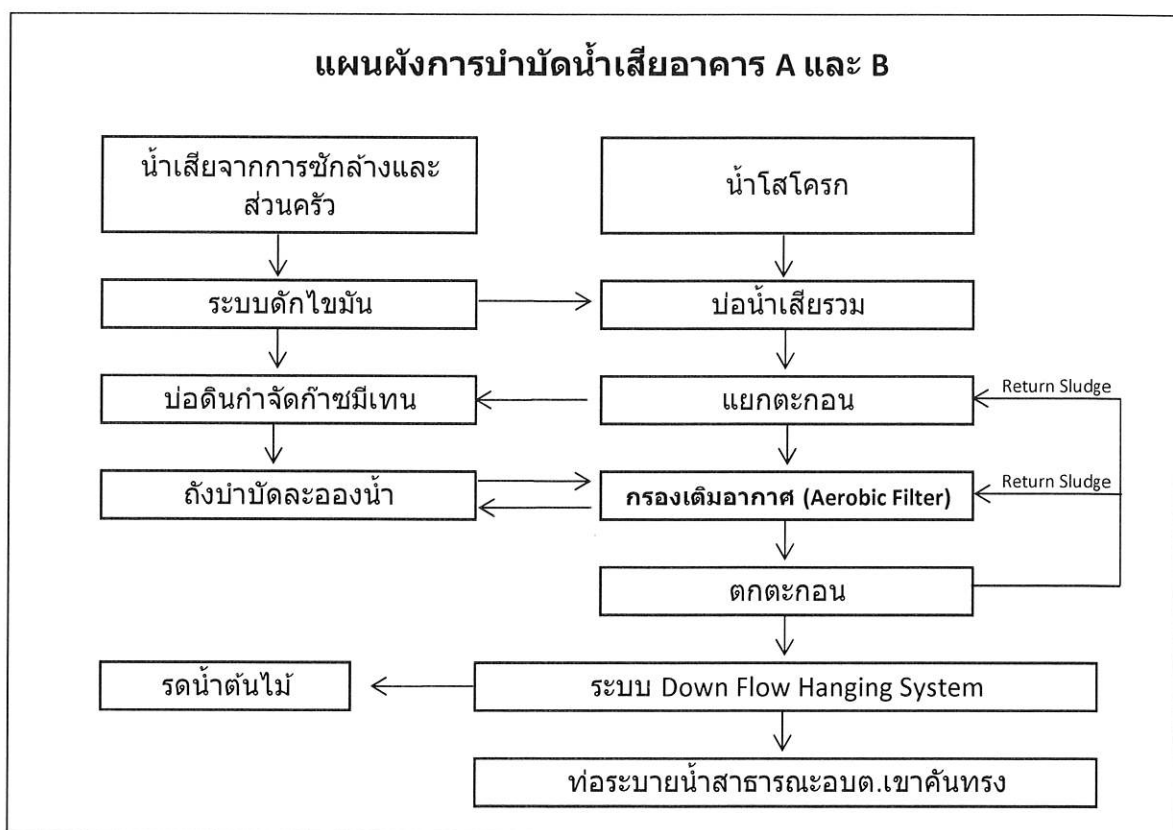 แผนผังการบำบัดน้ำเสียอาคาร A และ B
น้ำเสียจากการซักล้างและ
ส่วนครัว
น้ำโสโครก
ระบบดักไขมัน
บ่อน้ำเสียรวม
บ่อดินกำจัดก๊าซมีเทน
แยกตะกอน
Return Sludge
ถังบำบัดละอองน้ำ
กรองเติมอากาศ (Aerobic Filter)
Return Sludge
ตกตะกอน
รดน้ำต้นไม้
ระบบ Down Flow Hanging System
ท่อระบายน้ำสาธารณะอบต.เขาคันทรง